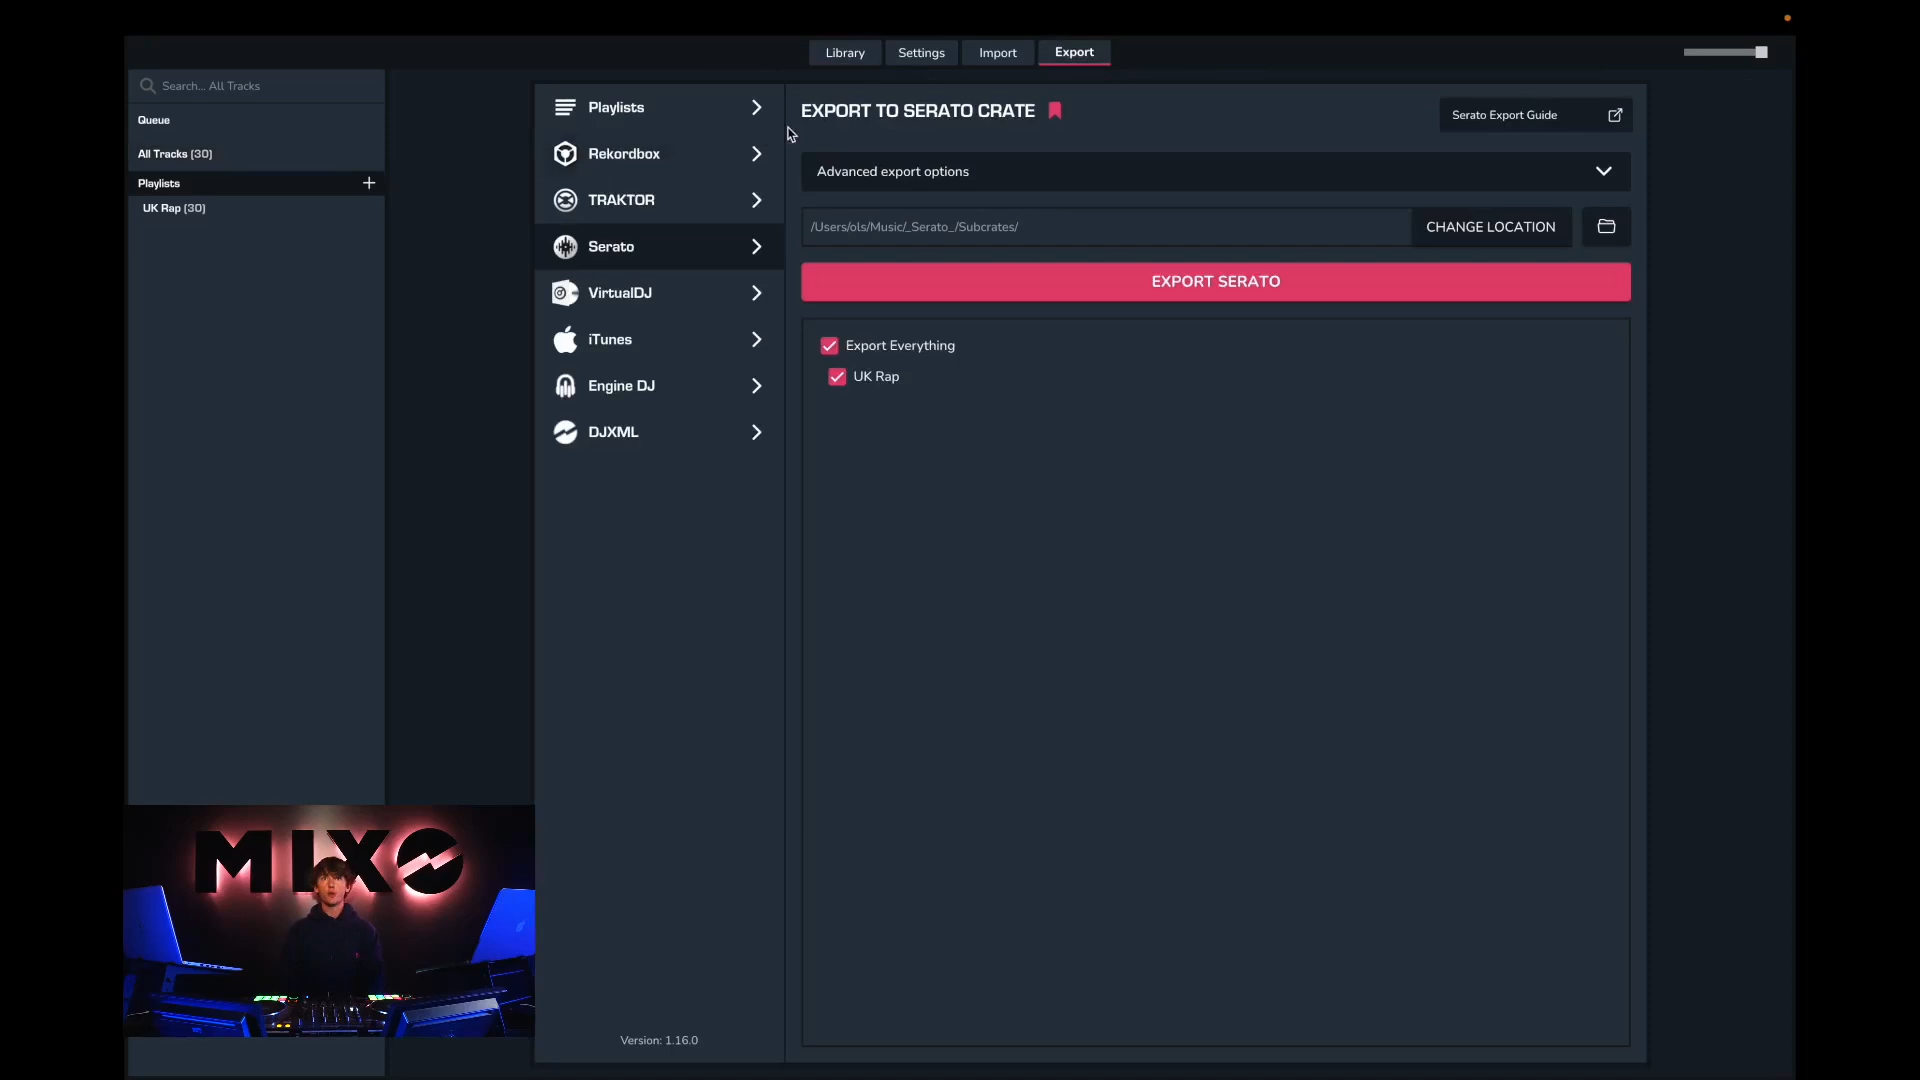 Library
Settings
Import
Export
Search... All Tracks
Queue
All Tracks (30)
Playlists
UK Rap (30)
Playlists
Rekordbox
TRAKTOR
Serato
VirtualDJ
iTunes
Engine DJ
DJXML
Version: 1.16.0
EXPORT TO SERATO CRATE
Serato Export Guide
Advanced export options
/Users/ols/Music/_Serato_/Subcrates/
CHANGE LOCATION
EXPORT SERATO
Export Everything
UK Rap
MIXO